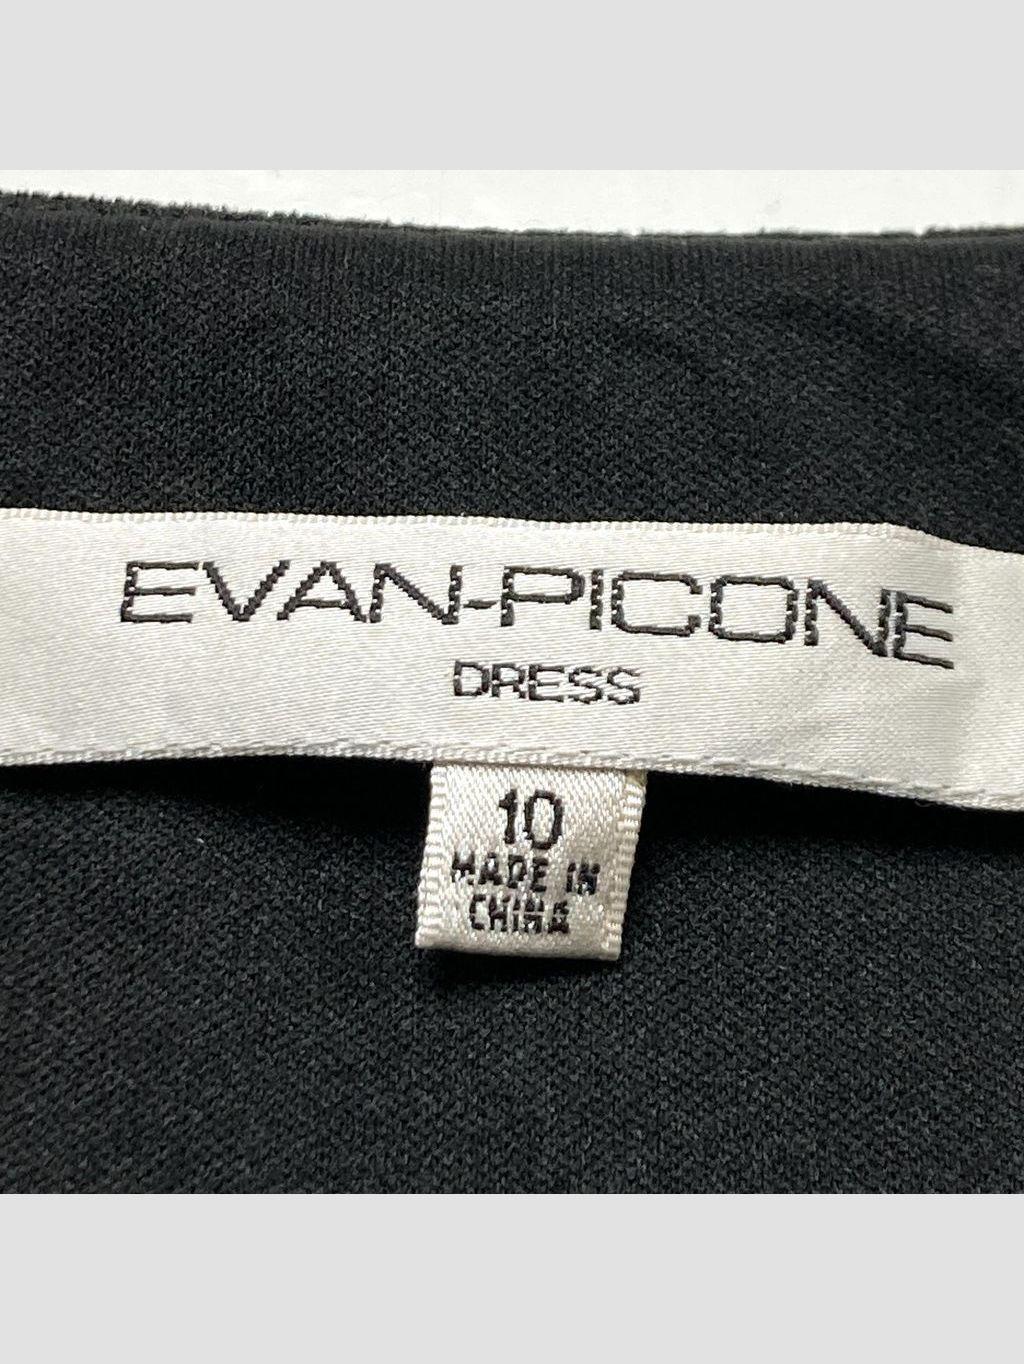 EVAN-PICONE
DRESS
10
MADE IN
CHINA